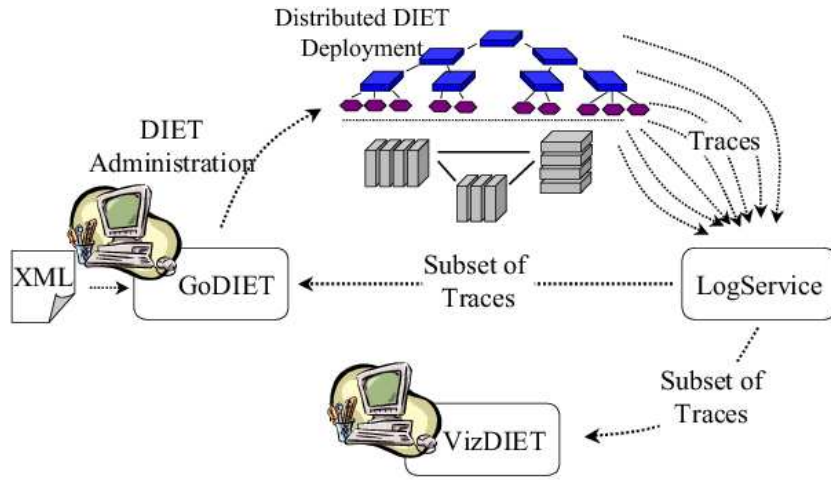 Distributed DIET
Deployment
DIET
Administration
Traces
XML
GoDIET
Subset of
Traces
LogService
Subset of
Traces
VizDIET